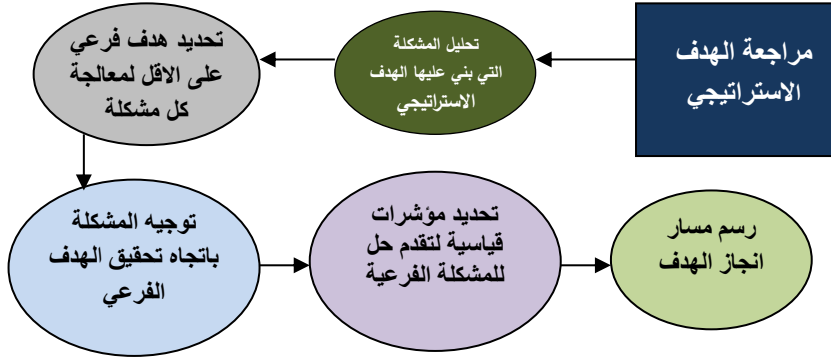 مراجعة الهدف
الاستراتيجي
تحليل المشكلة
التي بني عليها الهدف
الاستراتيجي
تحديد هدف فرعي
على الاقل لمعالجة
كل مشكلة
توجيه المشكلة
باتجاه تحقيق الهدف
الفرعي
تحديد مؤشرات
قياسية لتقدم حل
للمشكلة الفرعية
رسم مسار
انجاز الهدف